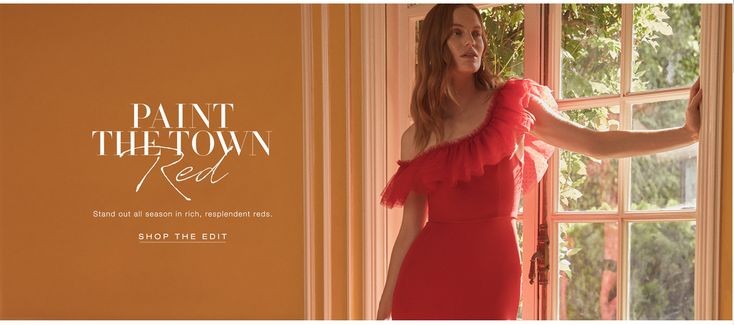 PAINT
THE TOWN
Red
Stand out all season in rich, resplendent reds.
SHOP THE EDIT